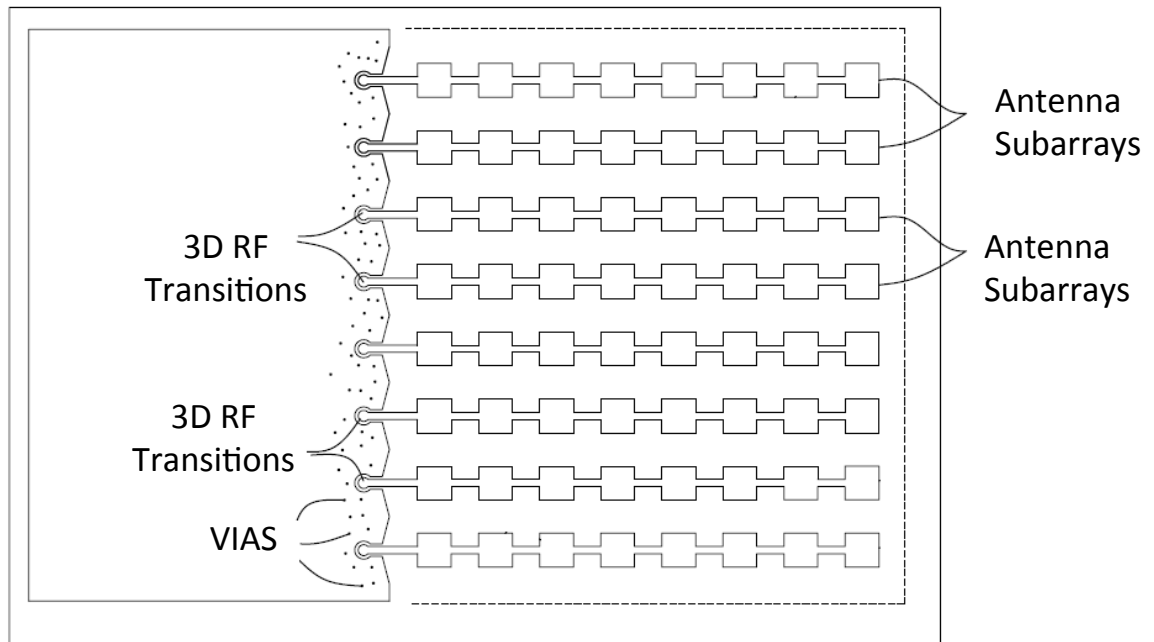 Antenna
Subarrays
3D RF
Transitions
Antenna
Subarrays
3D RF
Transitions
VIAS